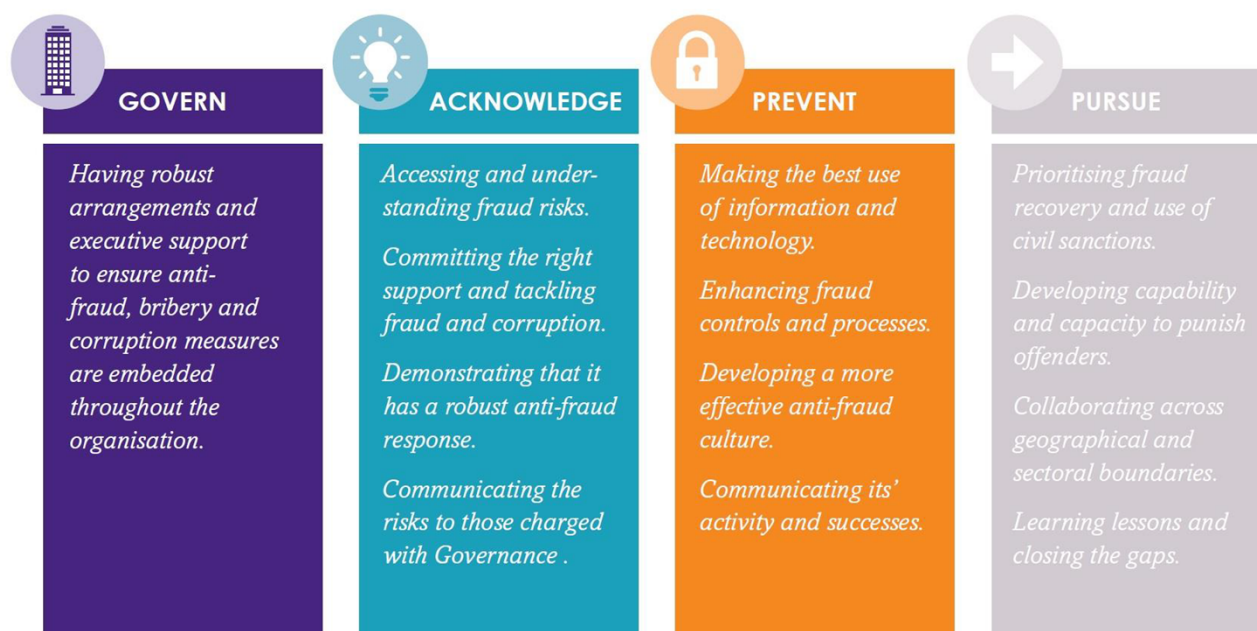 GOVERN
Having robust
arrangements and
executive support
to ensure anti-
fraud, bribery and
corruption measures
are embedded
throughout the
organisation.
ACKNOWLEDGE
Accessing and under-
standing fraud risks.
Committing the right
support and tackling
fraud and corruption.
Demonstrating that it
has a robust anti-fraud
response.
Communicating the
risks to those charged
with Governance .
PREVENT
Making the best use
of information and
technology.
Enhancing fraud
controls and processes.
Developing a more
effective anti-fraud
culture.
Communicating its’
activity and successes.
PURSUE
Prioritising fraud
recovery and use of
civil sanctions.
Developing capability
and capacity to punish
offenders.
Collaborating across
geographical and
sectoral boundaries.
Learning lessons and
closing the gaps.